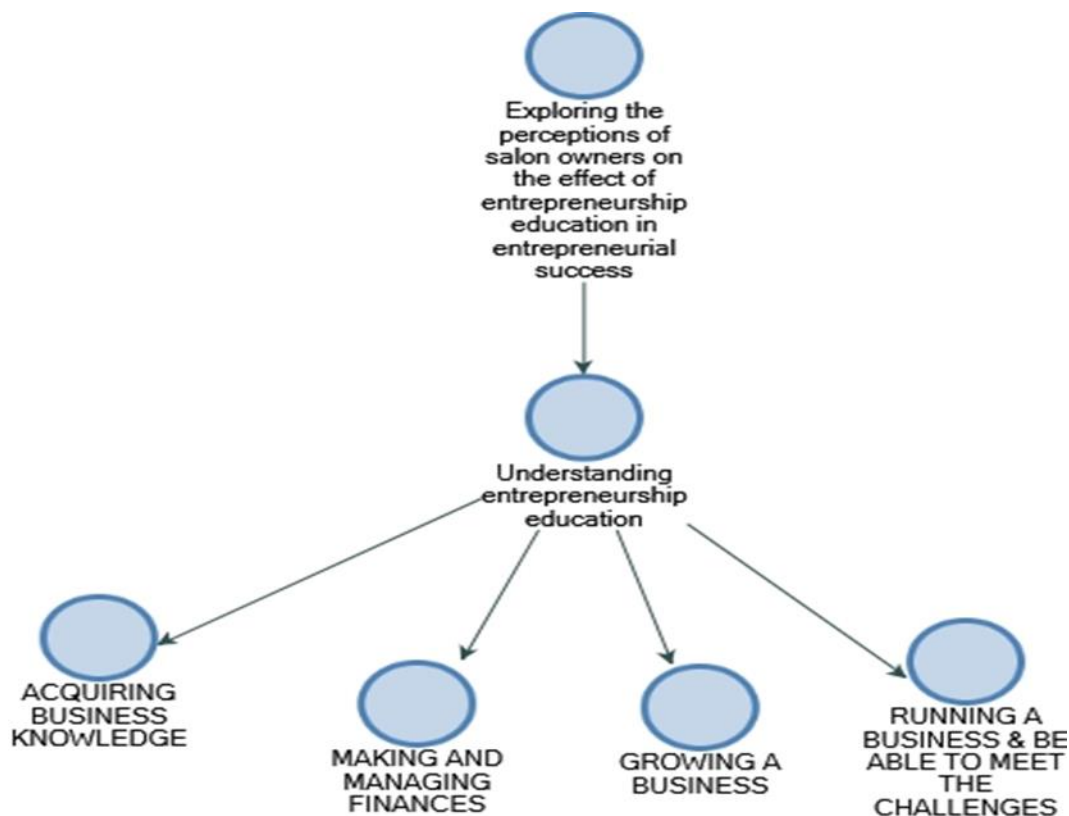 Exploring the
perceptions of
salon owners on
the effect of
entrepreneurship
education in
entrepreneurial
success
Understanding
entrepreneurship
education
ACQUIRING
BUSINESS
KNOWLEDGE
MAKING AND
MANAGING
FINANCES
GROWING A
BUSINESS
RUNNING A
BUSINESS & BE
ABLE TO MEET
THE
CHALLENGES